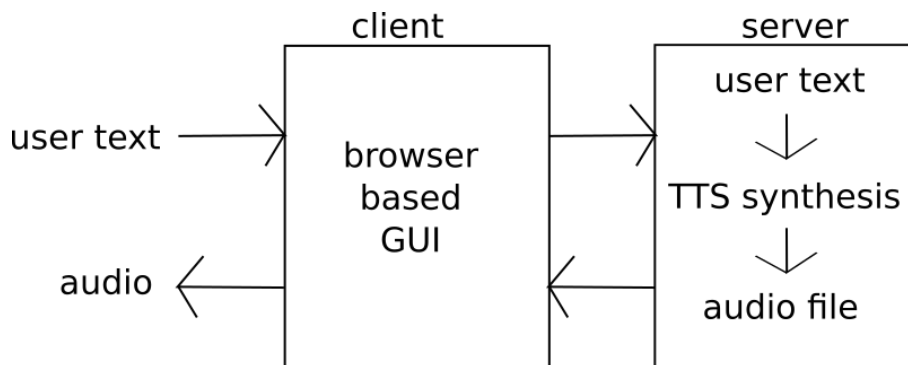 client
server
user text
browser
based
GUI
audio
user text
TTS synthesis
audio file